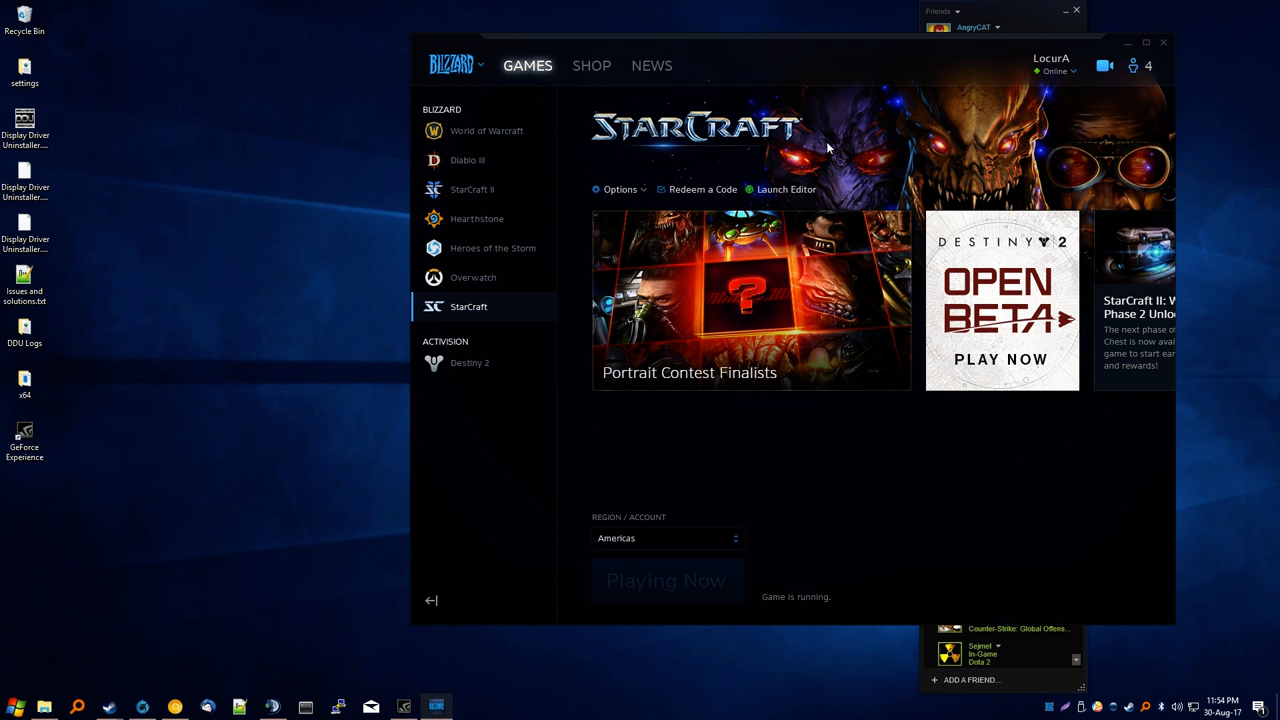 Recycle Bin
settings
Display Driver
Uninstaller....
Display Driver
Uninstaller....
Display Driver
Uninstaller....
Issues and
solutions.txt
DDU Logs
x64
GeForce
Experience
Friends
AngryCAT
BLIZZARD
GAMES
SHOP
NEWS
LocurA
Online
4
BLIZZARD
World of Warcraft
Diablo III
StarCraft II
Hearthstone
Heroes of the Storm
Overwatch
StarCraft
ACTIVISION
Destiny 2
STARCRAFT
Options
Redeem a Code
Launch Editor
?
Portrait Contest Finalists
DESTINY 2
OPEN
BETA
PLAY NOW
StarCraft II: W
Phase 2 Unlo
The next phase of
Chest is now avai
game to start ear
and rewards!
REGION / ACCOUNT
Americas
Playing Now
Game is running.
Counter-Strike: Global Offens...
Sejmet
In-Game
Dota 2
+ ADD A FRIEND...
11:54 PM
30-Aug-17